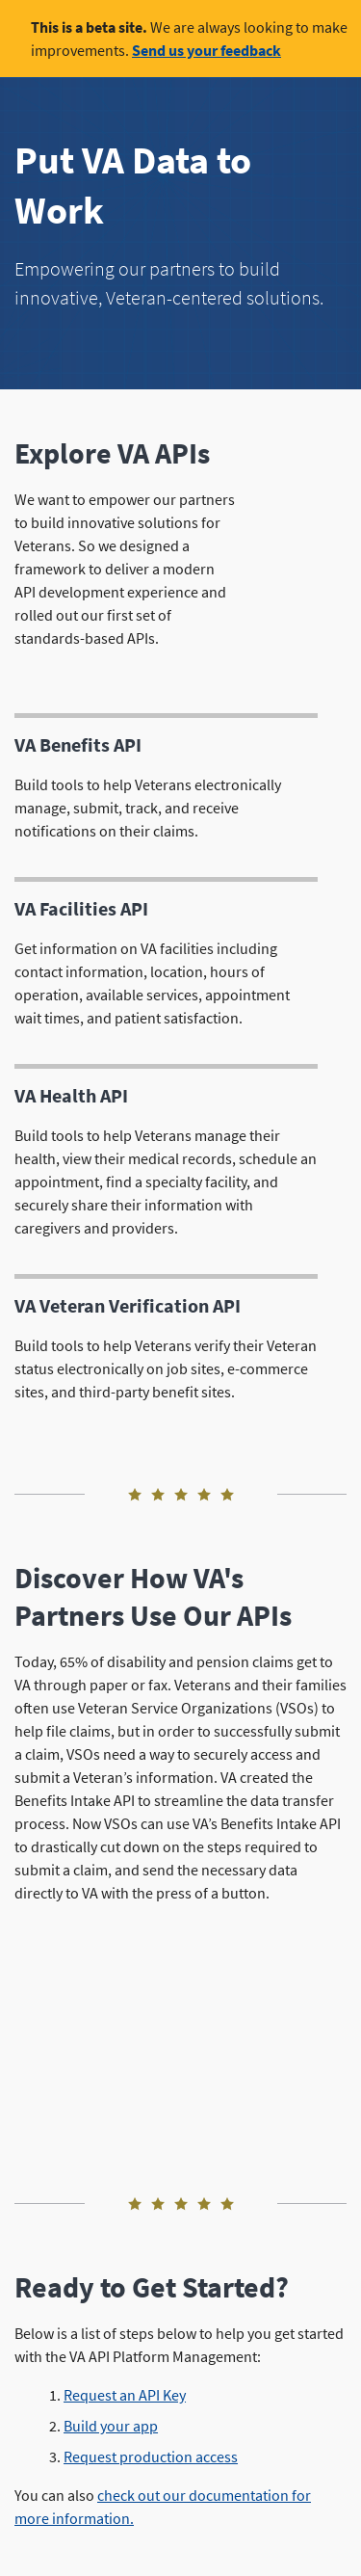 This is a beta site. We are always looking to make
improvements. Send us your feedback
Put VA Data to
Work
Empowering our partners to build
innovative, Veteran-centered solutions.
Explore VA APIs
We want to empower our partners
to build innovative solutions for
Veterans. So we designed a
framework to deliver a modern
API development experience and
rolled out our first set of
standards-based APIs.
VA Benefits API
Build tools to help Veterans electronically
manage, submit, track, and receive
notifications on their claims.
VA Facilities API
Get information on VA facilities including
contact information, location, hours of
operation, available services, appointment
wait times, and patient satisfaction.
VA Health API
Build tools to help Veterans manage their
health, view their medical records, schedule an
appointment, find a specialty facility, and
securely share their information with
caregivers and providers.
VA Veteran Verification API
Build tools to help Veterans verify their Veteran
status electronically on job sites, e-commerce
sites, and third-party benefit sites.
Discover How VA's
Partners Use Our APIs
Today, 65% of disability and pension claims get to
VA through paper or fax. Veterans and their families
often use Veteran Service Organizations (VSOs) to
help file claims, but in order to successfully submit
a claim, VSOs need a way to securely access and
submit a Veteran’s information. VA created the
Benefits Intake API to streamline the data transfer
process. Now VSOs can use VA’s Benefits Intake API
to drastically cut down on the steps required to
submit a claim, and send the necessary data
directly to VA with the press of a button.
Ready to Get Started?
Below is a list of steps below to help you get started
with the VA API Platform Management:
1. Request an API Key
2. Build your app
3. Request production access
You can also check out our documentation for
more information.